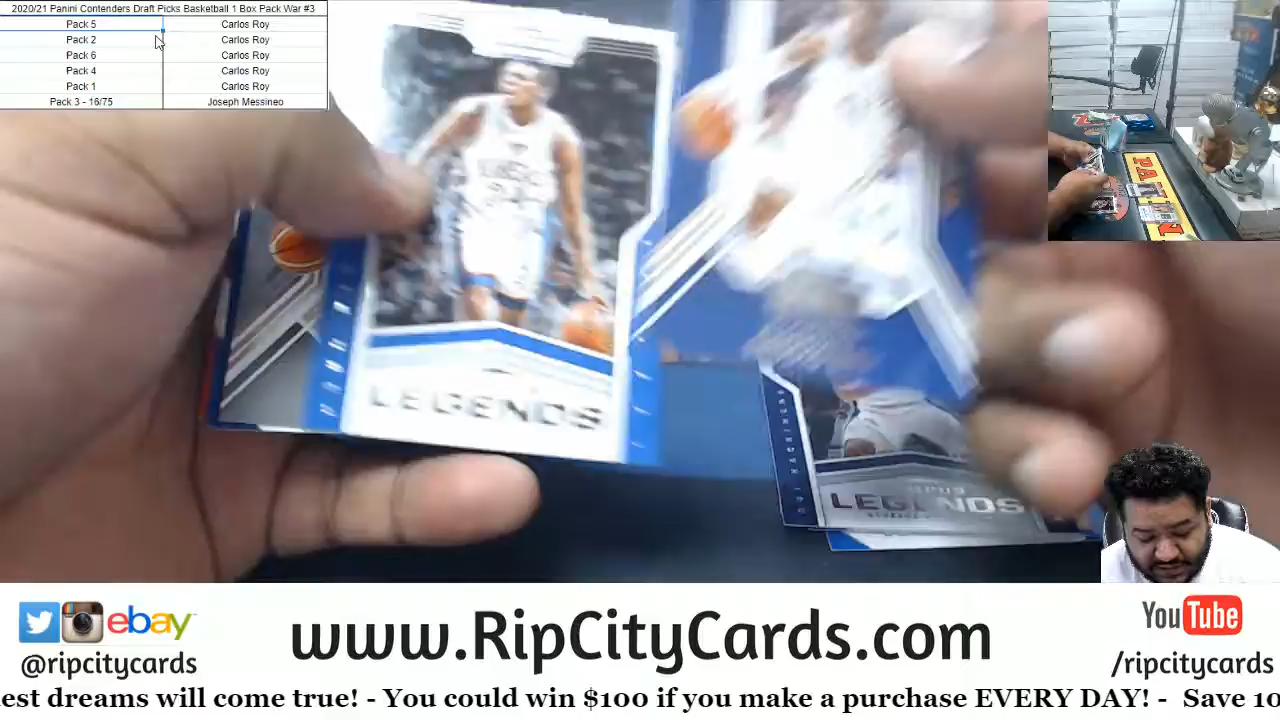 2020/21 Panini Contenders Draft Picks Basketball 1 Box Pack War #3
Pack 5 Carlos Roy
Pack 2 Carlos Roy
Pack 6 Carlos Roy
Pack 4 Carlos Roy
Pack 1 Carlos Roy
Pack 3 - 16/75 Joseph Messineo
PANINI
LEGENDS
LEGENDS
ebay
@ripcitycards
www.RipCityCards.com
YouTube
/ripcitycards
est dreams will come true! - You could win $100 if you make a purchase EVERY DAY! - Save 10